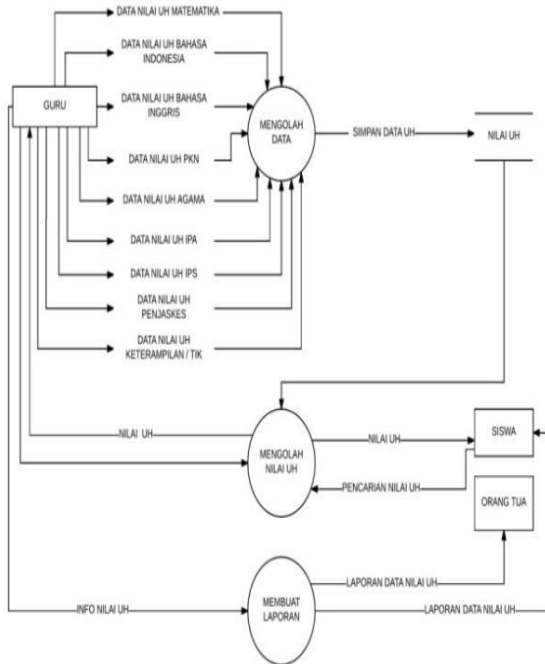 DATA NILAI UH MATEMATIKA
DATA NILAI UH BAHASA
INDONESIA
GURU
DATA NILAI UH BAHASA
INGGRIS
MENGOLAH
DATA
SIMPAN DATA UH
NILAI UH
DATA NILAI UH PKN
DATA NILAI UH AGAMA
DATA NILAI UH IPA
DATA NILAI UH IPS
DATA NILAI UH
PENJASKES
DATA NILAI UH
KETERAMPILAN / TIK
NILAI UH
MENGOLAH
NILAI UH
NILAI UH
SISWA
PENCARIAN NILAI UH
ORANG TUA
INFO NILAI UH
MEMBUAT
LAPORAN
LAPORAN DATA NILAI UH
LAPORAN DATA NILAI UH